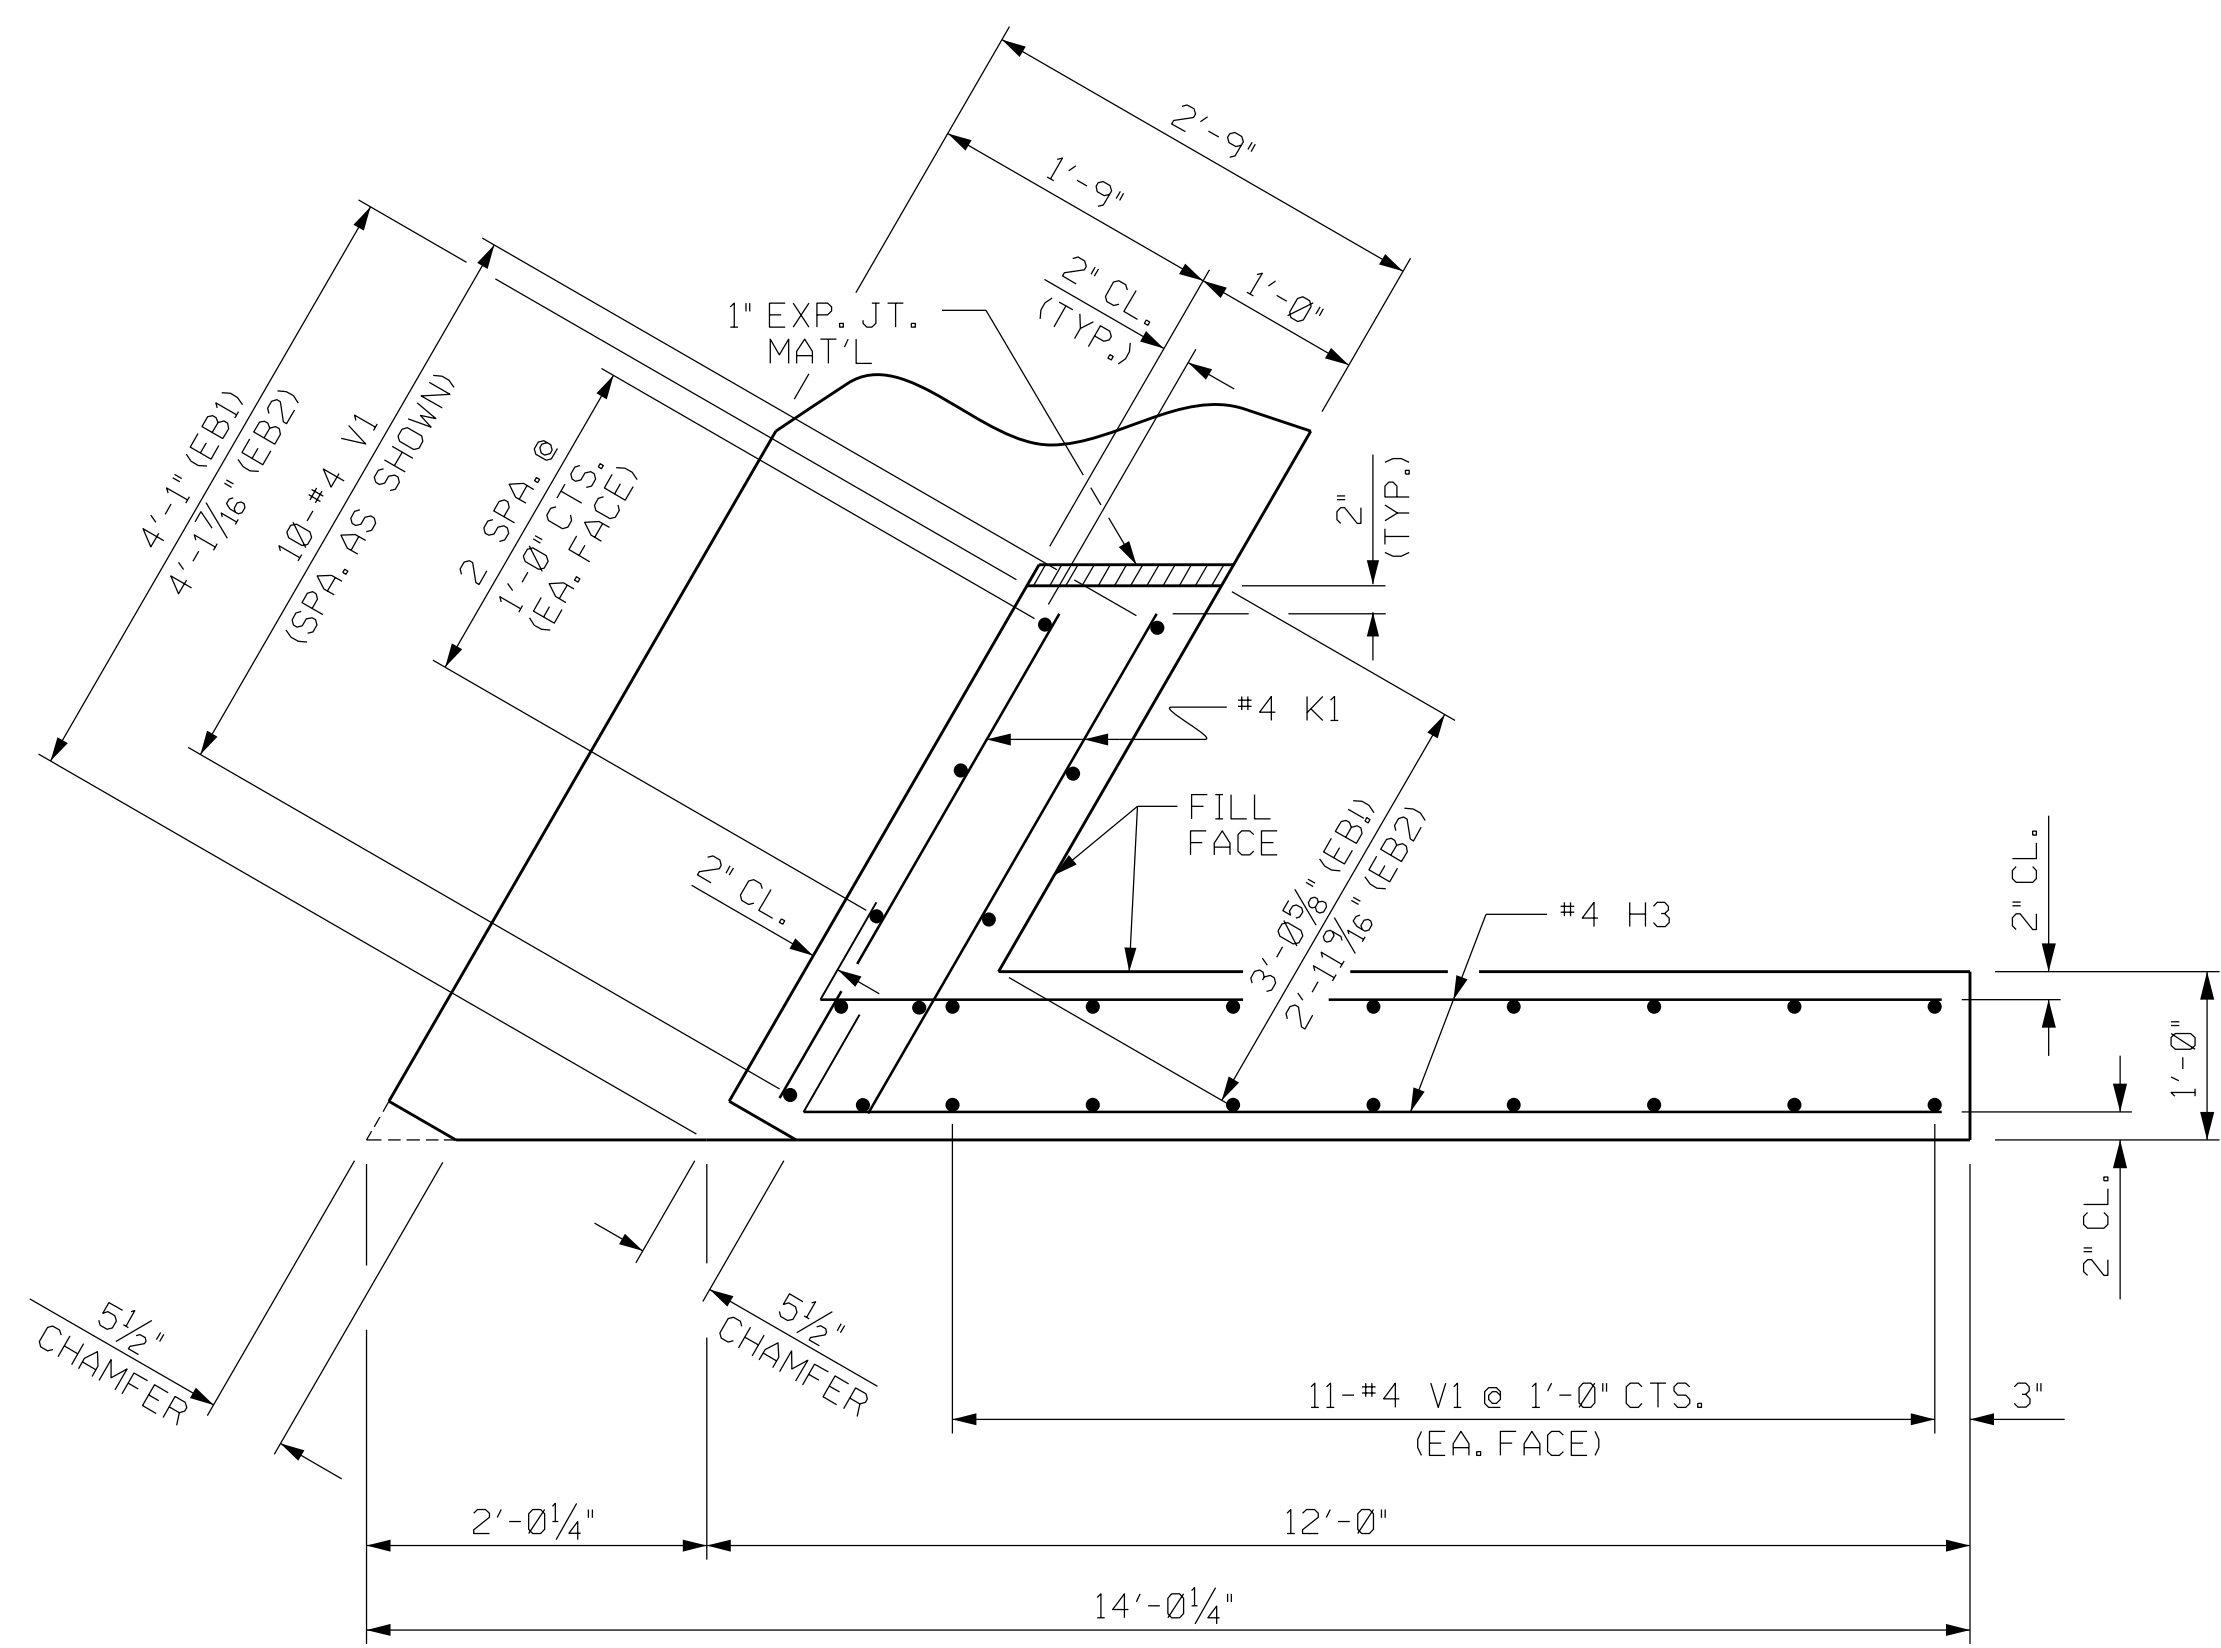 2'-9"
1'-9"
2" CL.
(TYP.)
1'-0"
1" EXP. JT.
MAT'L
4'-1" (EB1)
4'-1 7/16" (EB2)
10-#4 V1
(SPA. AS SHOWN)
2 SPA. @
1'-0" CTS.
(EA. FACE)
2"
(TYP.)
#4 K1
FILL
FACE
2" CL.
3'-0 5/8" (EB1)
2'-11 9/16" (EB2)
#4 H3
2" CL.
1'-0"
2" CL.
5 1/2"
CHAMFER
5 1/2"
CHAMFER
11-#4 V1 @ 1'-0" CTS.
(EA. FACE)
3"
2'-0 1/4"
12'-0"
14'-0 1/4"